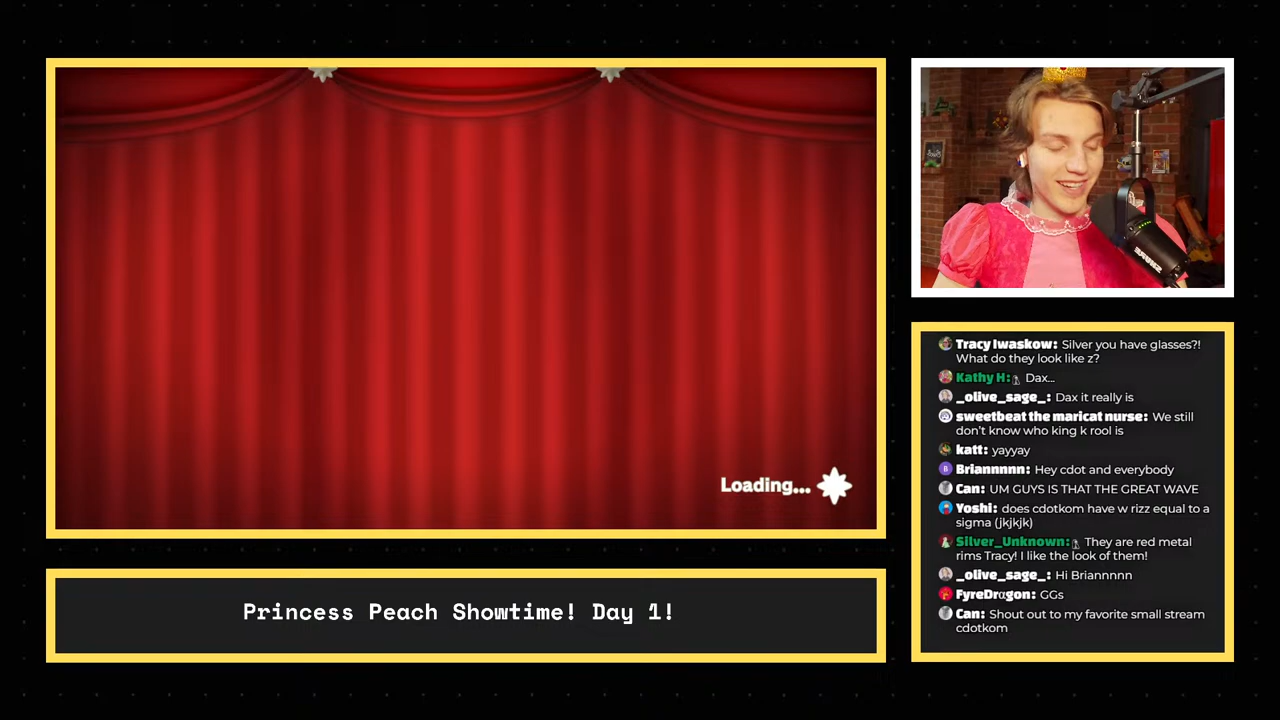 Loading...
Princess Peach Showtime! Day 1!
Tracy Iwaskow: Silver you have glasses?!
What do they look like z?
Kathy H: Dax...
_olive_sage_: Dax it really is
sweetbeat the maricat nurse: We still
don't know who king k rool is
katt: yayyay
B
Briannnnn: Hey cdot and everybody
Can: UM GUYS IS THAT THE GREAT WAVE
Yoshi: does cdotkom have w rizz equal to a
sigma (jkjkjk)
Silver_Unknown: They are red metal
rims Tracy! I like the look of them!
_olive_sage_: Hi Briannnnn
FyreDrαgon: GGs
Can: Shout out to my favorite small stream
cdotkom